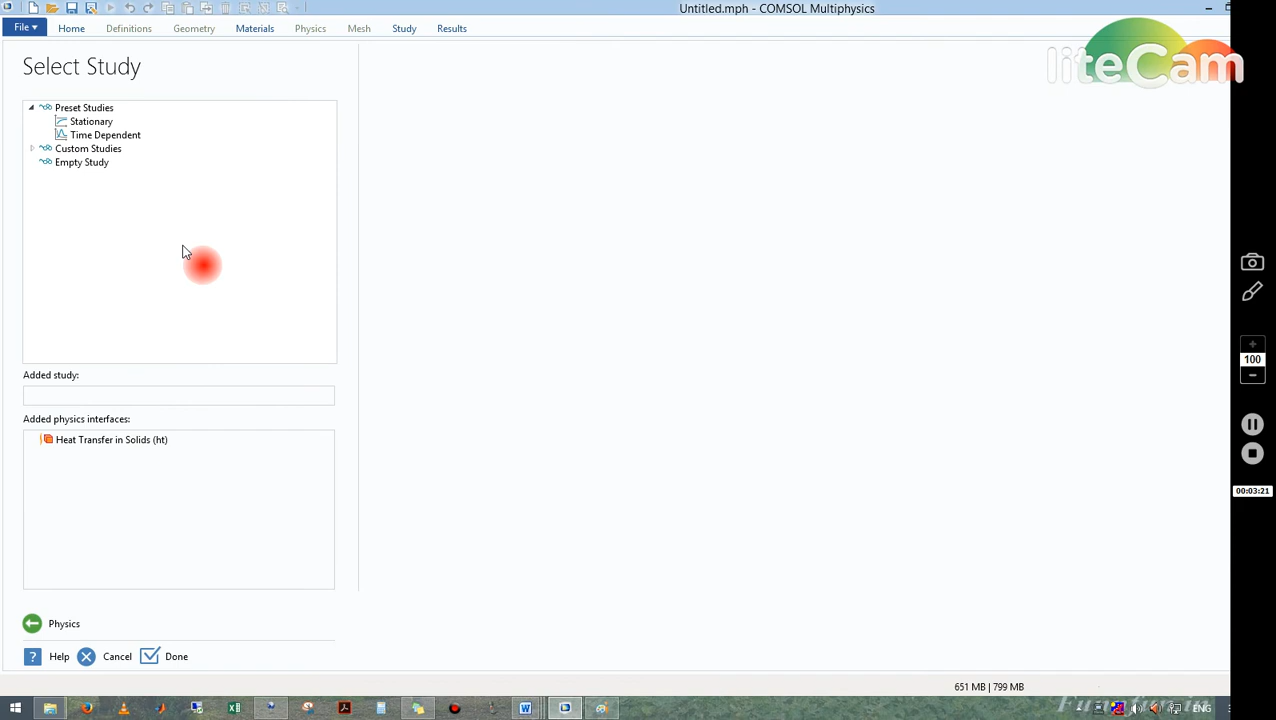 Untitled.mph - COMSOL Multiphysics
File Home Definitions Geometry Materials Physics Mesh Study Results
liteCam
Select Study
Preset Studies
Stationary
Time Dependent
Custom Studies
Empty Study
Added study:
Added physics interfaces:
Heat Transfer in Solids (ht)
100
00:03:21
Physics
? Help Cancel Done
651 MB | 799 MB
ENG